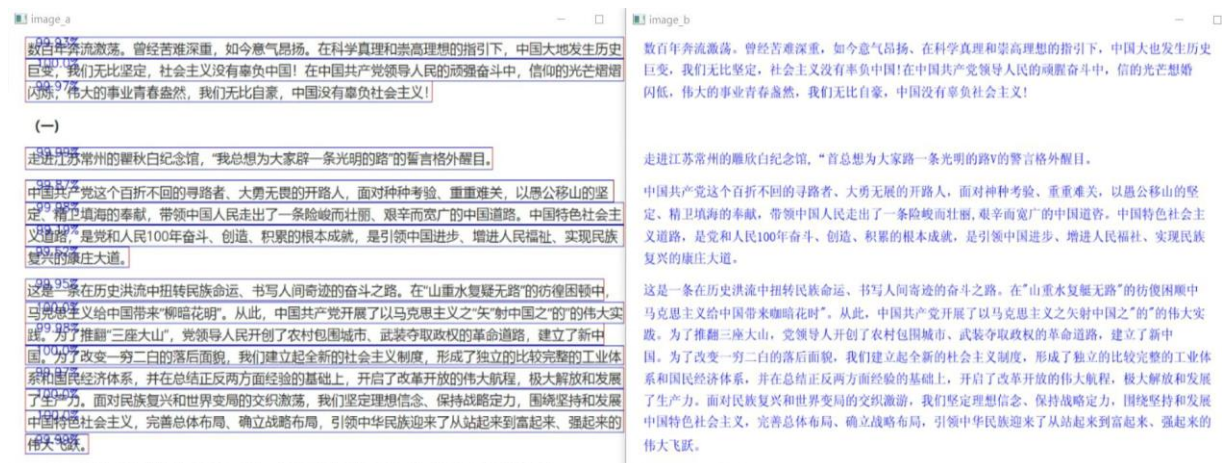 image_a
99.93%
数百年奔流激荡。曾经苦难深重，如今意气昂扬。在科学真理和崇高理想的指引下，中国大地发生历史
100.0%
巨变，我们无比坚定，社会主义没有辜负中国！在中国共产党领导人民的顽强奋斗中，信仰的光芒熠熠
99.97%
闪烁，伟大的事业青春盎然，我们无比自豪，中国没有辜负社会主义！
（一）
99.99%
走进江苏常州的瞿秋白纪念馆，“我总想为大家辟一条光明的路”的誓言格外醒目。
99.87%
中国共产党这个百折不回的寻路者、大勇无畏的开路人，面对种种考验、重重难关，以愚公移山的坚
99.98%
定、精卫填海的奉献，带领中国人民走出了一条险峻而壮丽、艰辛而宽广的中国道路。中国特色社会主
99.19%
义道路，是党和人民100年奋斗、创造、积累的根本成就，是引领中国进步、增进人民福祉、实现民族
99.52%
复兴的康庄大道。
99.95%
这是一条在历史洪流中扭转民族命运、书写人间奇迹的奋斗之路。在“山重水复疑无路”的彷徨困顿中，
100.0%
马克思主义给中国带来“柳暗花明”。从此，中国共产党开展了以马克思主义之“矢”射中国之“的”的伟大实
99.98%
践。为了推翻“三座大山”，党领导人民开创了农村包围城市、武装夺取政权的革命道路，建立了新中
100.0%
国。为了改变一穷二白的落后面貌，我们建立起全新的社会主义制度，形成了独立的比较完整的工业体
99.97%
系和国民经济体系，并在总结正反两方面经验的基础上，开启了改革开放的伟大航程，极大解放和发展
100.0%
了生产力。面对民族复兴和世界变局的交织激荡，我们坚定理想信念、保持战略定力，围绕坚持和发展
100.0%
中国特色社会主义，完善总体布局、确立战略布局，引领中华民族迎来了从站起来到富起来、强起来的
99.99%
伟大飞跃。
image_b
数百年奔流激荡。曾经苦难深重，如今意气昂扬、在科学真理和崇高理想的指引下，中国大也发生历史
巨变，我们无比坚定，社会主义没有率负中国!在中国共产党领导人民的顽腥奋斗中，信的光芒想婚
闪低，伟大的事业青春盏然，我们无比自豪，中国没有辜负社会主义!
走进江苏常州的雕欣白纪念馆,“首总想为大家路一条光明的路V的警言格外醒目。
中国共产党这个百折不回的寻路者、大勇无展的开路人，面对神种考验、重重难关，以愚公移山的坚
定、精卫填海的奉献，带领中国人民走出了一条险峻而壮丽,艰辛而宽广的中国道咨。中国特色社会主
义道路，是党和人民100年奋斗、创造、积累的根本成就，是引领中国进步、增进人民福社、实现民族
复兴的康庄大道。
这是一条在历史洪流中扭转民族命运、书写人间奇迹的奋斗之路。在"山重水复艇无路"的彷俊困顺中
马克思主义给中国带来咖暗花时"。从此，中国共产党开展了以马克思主义之矢射中国之"的"的伟大实
践。为了推翻三座大山，党领导人开创了农村包围城市、武装夺取政权的革命道路，建立了新中
国。为了改变一穷二白的落后面貌，我们建立起全新的社会主义制度，形成了独立的比较完整的工业体
系和国民经济体系，并在总结正反两方面经验的基础上，开启了改革开放的伟大航程，极大解放和发展
了生产力。面对民族复兴和世界变局的交织激游，我们坚定理想信念、保持战略定力，围绕坚持和发展
中国特色社会主义，完善总体布局、确立战略布局，引领中华民族迎来了从站起来到富起来、强起来的
伟大飞跃。